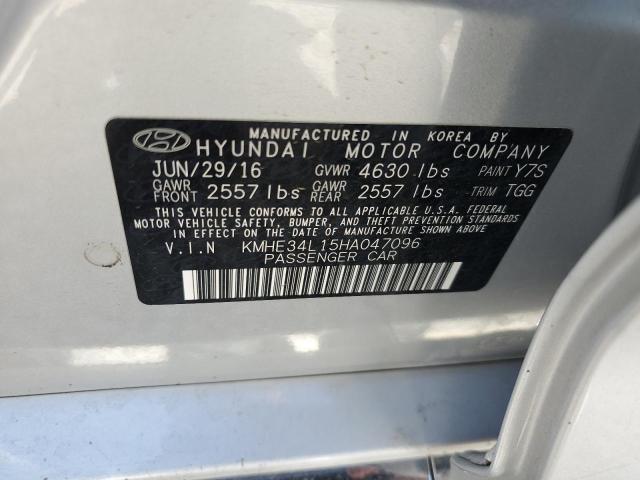 MANUFACTURED IN KOREA BY
HYUNDAI MOTOR COMPANY
JUN/29/16 GVWR 4630 lbs PAINT Y7S
GAWR FRONT 2557 lbs GAWR REAR 2557 lbs TRIM TGG
THIS VEHICLE CONFORMS TO ALL APPLICABLE U.S.A. FEDERAL
MOTOR VEHICLE SAFETY, BUMPER, AND THEFT PREVENTION STANDARDS
IN EFFECT ON THE DATE OF MANUFACTURE SHOWN ABOVE.
V.I.N KMHE34L15HA047096
PASSENGER CAR